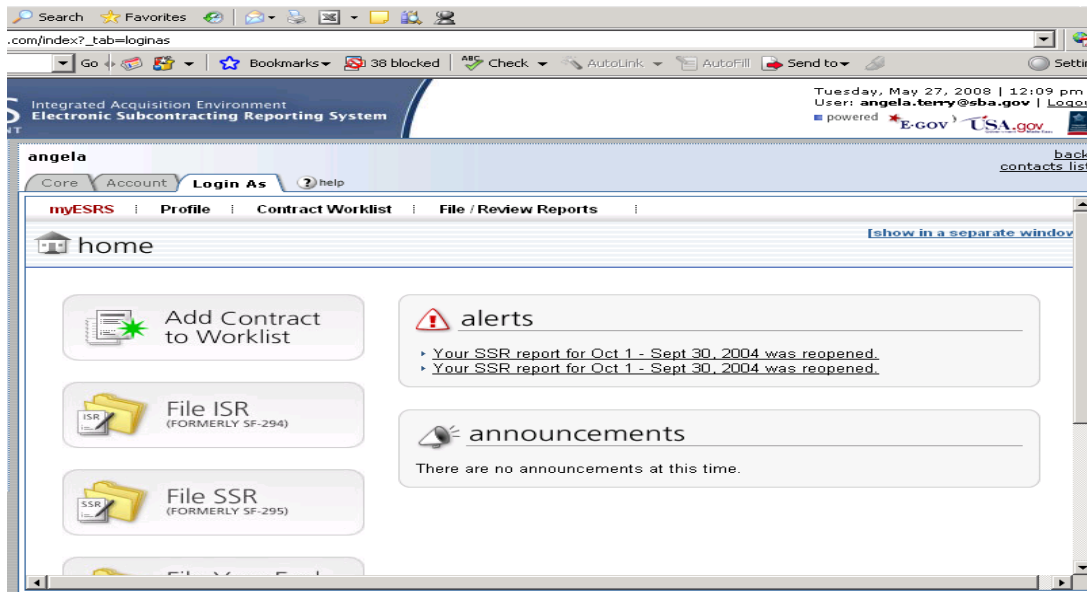 Search Favorites
.com/index?_tab=loginas
Go Bookmarks 38 blocked ABC Check AutoLink AutoFill Send to Settin
Integrated Acquisition Environment
Electronic Subcontracting Reporting System
Tuesday, May 27, 2008 | 12:09 pm
User: angela.terry@sba.gov | Logou
powered E-GOV USA.gov
angela
back
contacts list
Core Account Login As ? help
myESRS Profile Contract Worklist File / Review Reports
home
[show in a separate window
Add Contract
to Worklist
alerts
Your SSR report for Oct 1 - Sept 30, 2004 was reopened.
Your SSR report for Oct 1 - Sept 30, 2004 was reopened.
ISR
File ISR
(FORMERLY SF-294)
announcements
There are no announcements at this time.
SSR
File SSR
(FORMERLY SF-295)